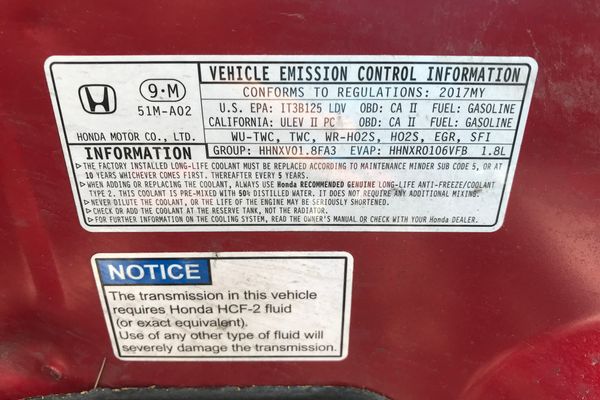 9·M
51M-A02
HONDA MOTOR CO., LTD.
VEHICLE EMISSION CONTROL INFORMATION
CONFORMS TO REGULATIONS: 2017MY
U.S. EPA: IT3B125 LDV OBD: CA II FUEL: GASOLINE
CALIFORNIA: ULEV II PC OBD: CA II FUEL: GASOLINE
WU-TWC, TWC, WR-HO2S, HO2S, EGR, SFI
GROUP: HHNXV01.8FA3 EVAP: HHNXR0106VFB 1.8L
INFORMATION
▷THE FACTORY INSTALLED LONG-LIFE COOLANT MUST BE REPLACED ACCORDING TO MAINTENANCE MINDER SUB CODE 5, OR AT
10 YEARS WHICHEVER COMES FIRST. THEREAFTER EVERY 5 YEARS.
▷WHEN ADDING OR REPLACING THE COOLANT, ALWAYS USE Honda RECOMMENDED GENUINE LONG-LIFE ANTI-FREEZE/COOLANT
TYPE 2. THIS COOLANT IS PRE-MIXED WITH 50% DISTILLED WATER. IT DOES NOT REQUIRE ANY ADDITIONAL MIXING.
▷NEVER DILUTE THE COOLANT, OR THE LIFE OF THE ENGINE MAY BE SERIOUSLY SHORTENED.
▷CHECK OR ADD THE COOLANT AT THE RESERVE TANK, NOT THE RADIATOR.
▷FOR FURTHER INFORMATION ON THE COOLING SYSTEM, READ THE OWNER'S MANUAL OR CHECK WITH YOUR Honda DEALER.
NOTICE
The transmission in this vehicle
requires Honda HCF-2 fluid
(or exact equivalent).
Use of any other type of fluid will
severely damage the transmission.